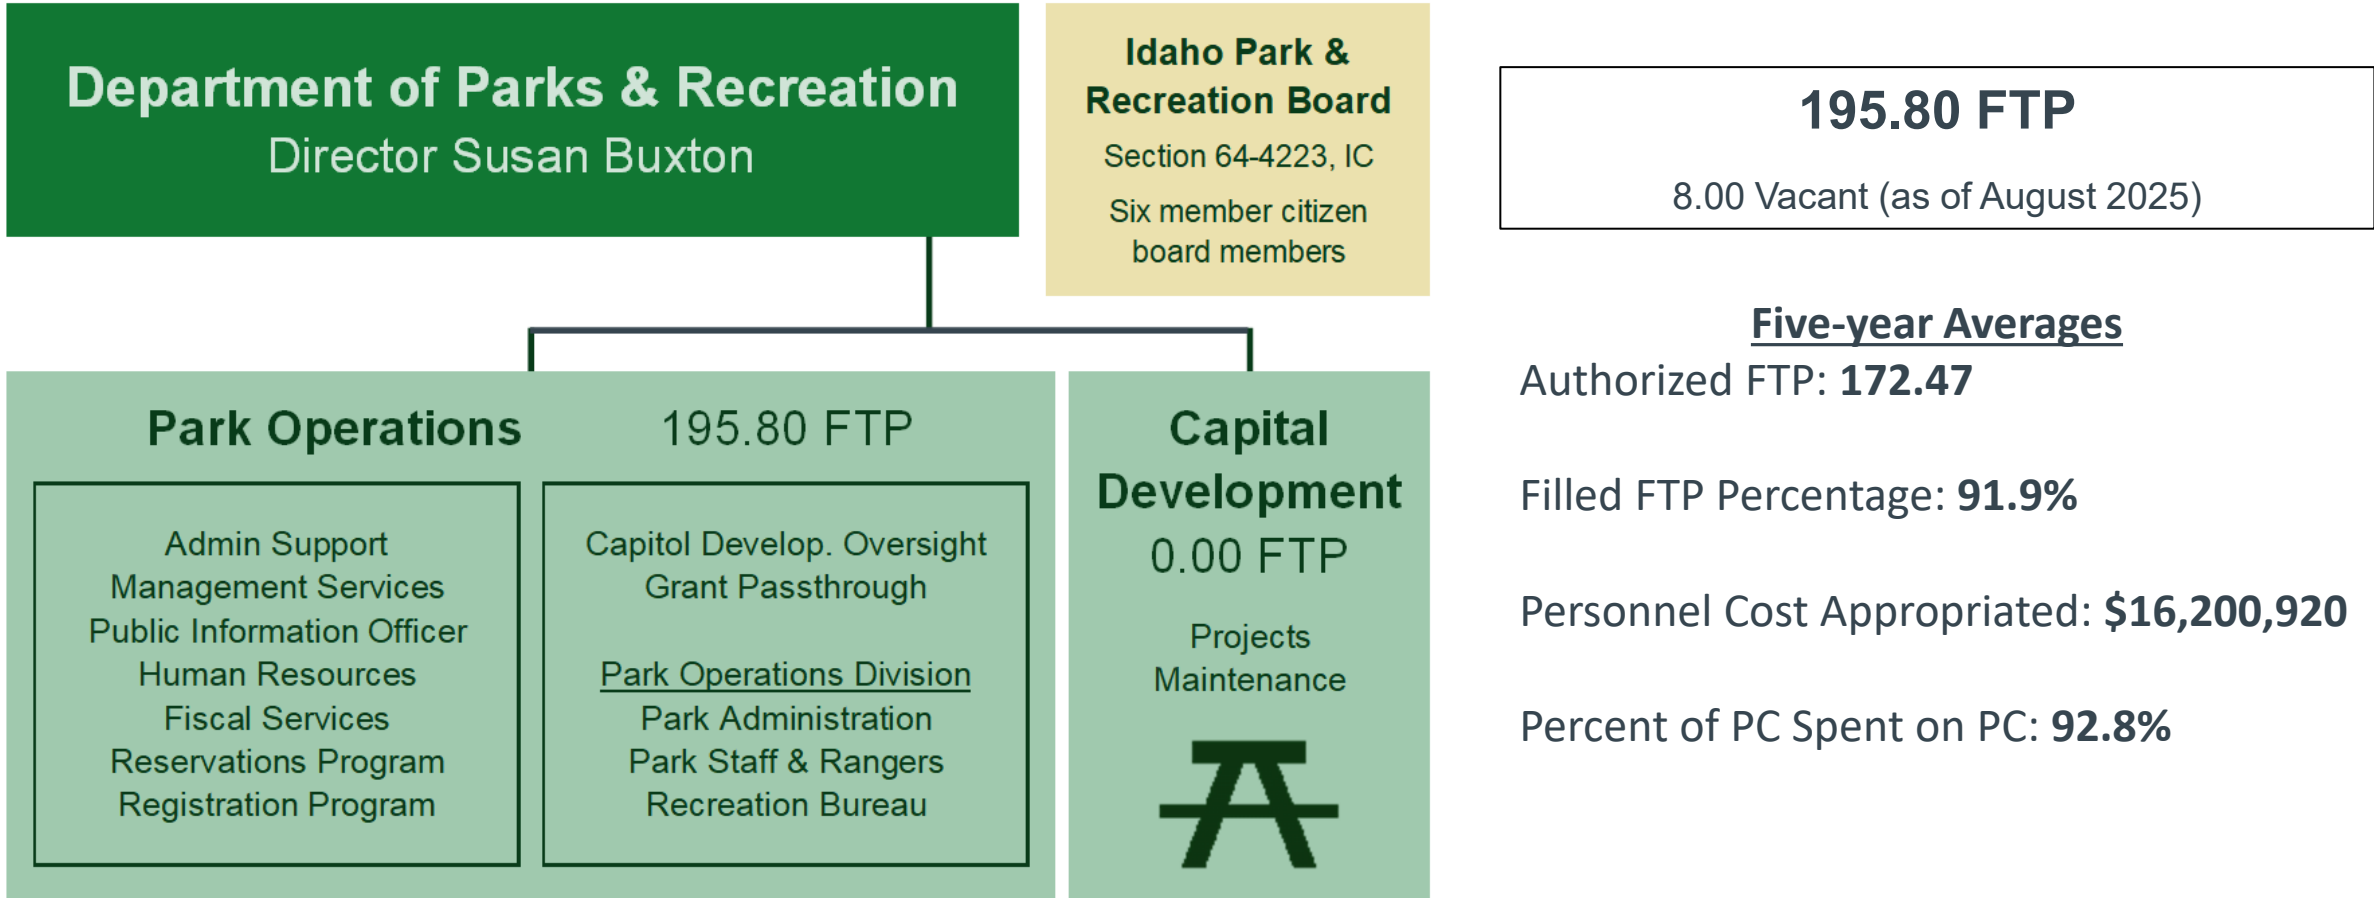 Department of Parks & Recreation
Director Susan Buxton
Idaho Park &
Recreation Board
Section 64-4223, IC
Six member citizen
board members
195.80 FTP
8.00 Vacant (as of August 2025)
Park Operations 195.80 FTP
Admin Support
Management Services
Public Information Officer
Human Resources
Fiscal Services
Reservations Program
Registration Program
Capitol Develop. Oversight
Grant Passthrough
Park Operations Division
Park Administration
Park Staff & Rangers
Recreation Bureau
Capital
Development
0.00 FTP
Projects
Maintenance
Five-year Averages
Authorized FTP: 172.47
Filled FTP Percentage: 91.9%
Personnel Cost Appropriated: $16,200,920
Percent of PC Spent on PC: 92.8%